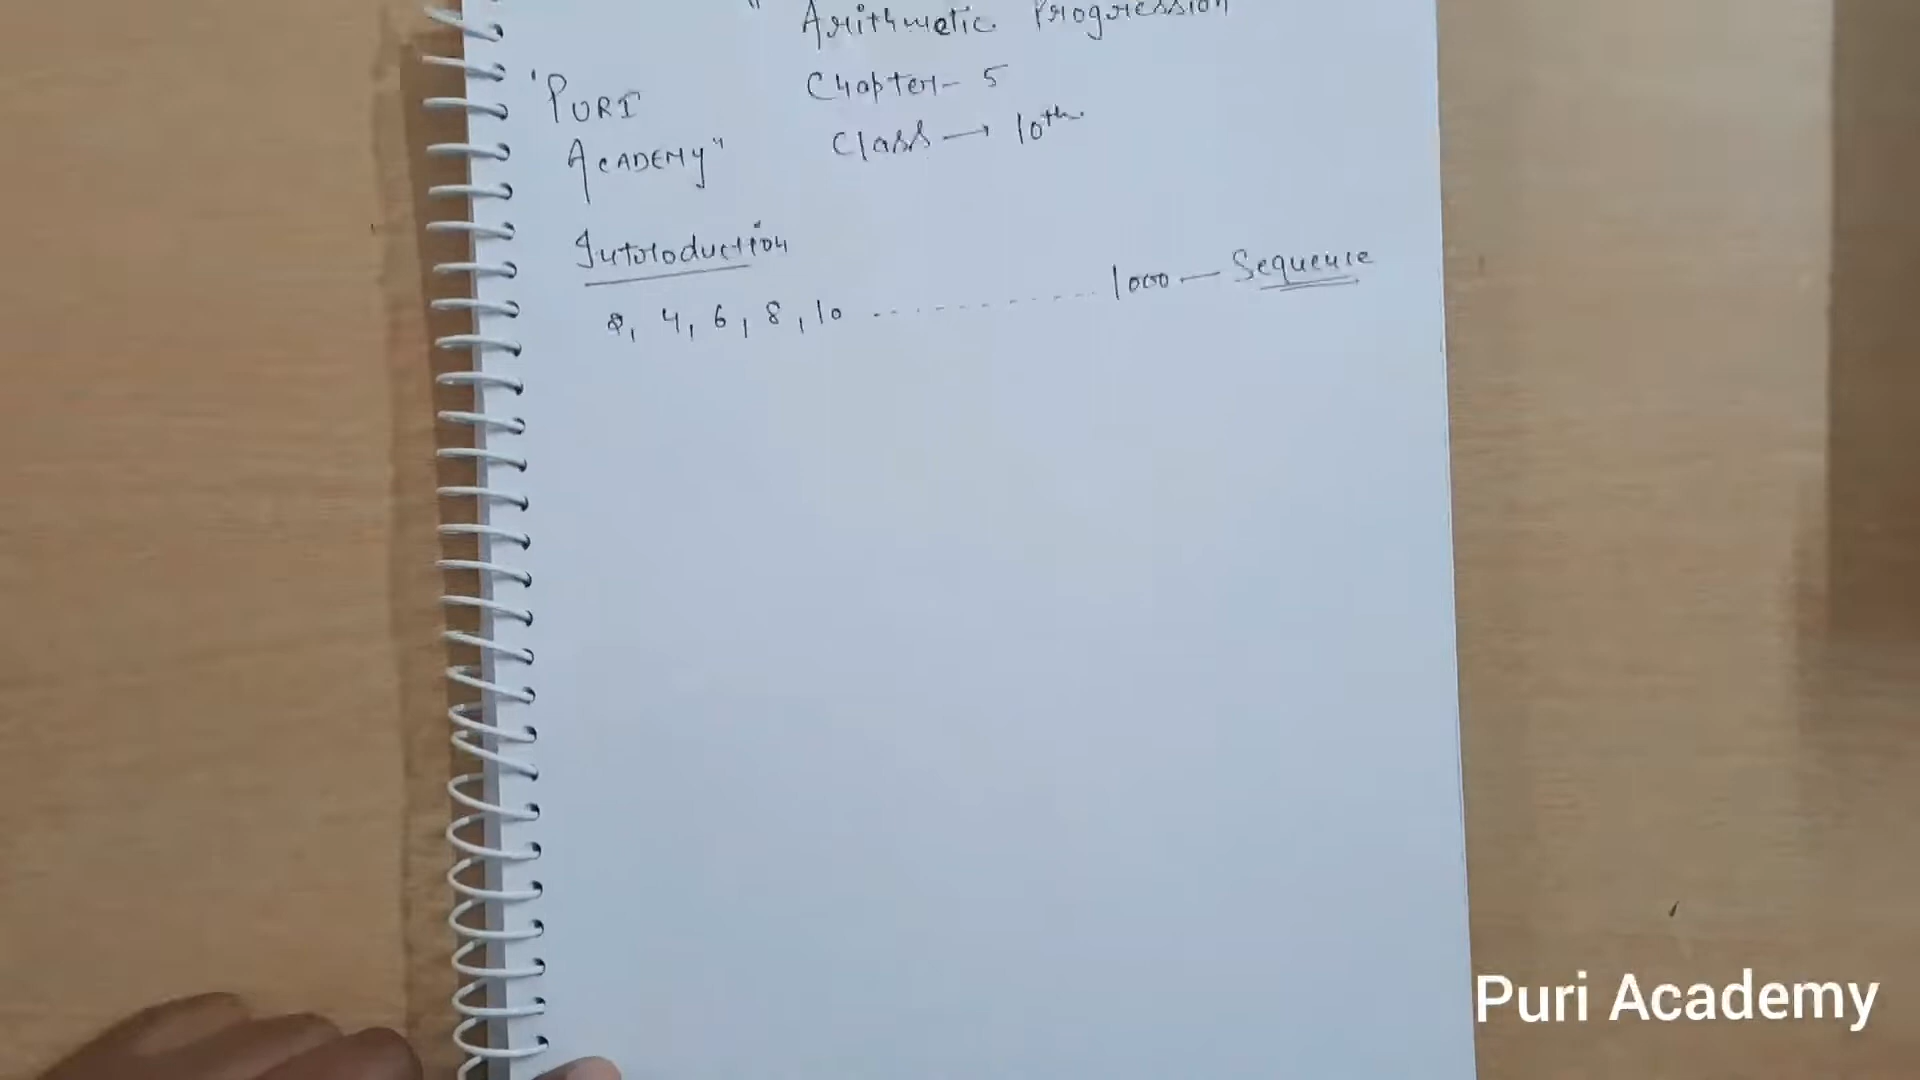 " Arithmetic Progression
Chapter - 5
Class → 10th.
'PURI
ACADEMY"
Introduction
2, 4, 6, 8, 10 .................. 1000 — Sequence
Puri Academy